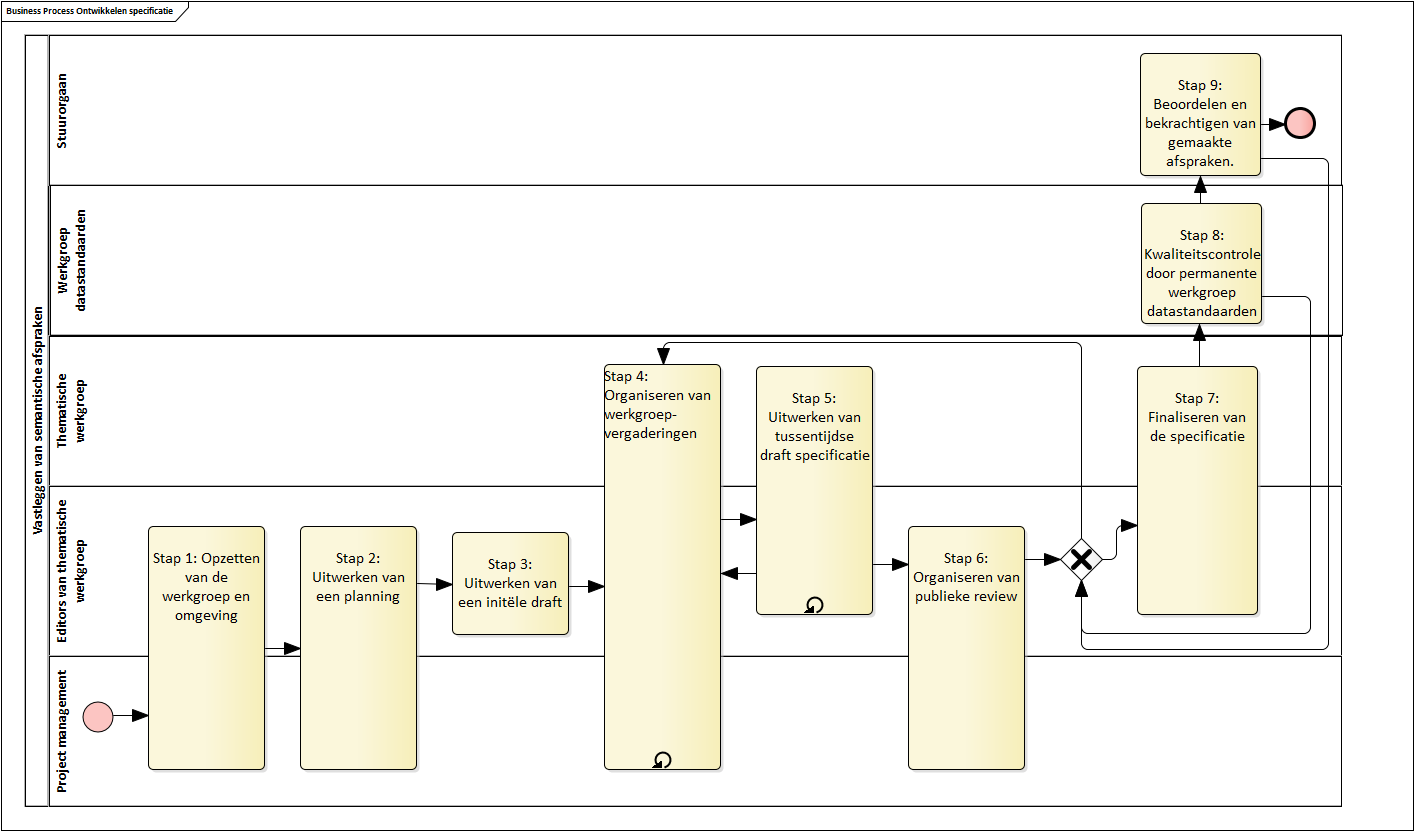 Business Process Ontwikkelen specificatie
Vastleggen van semantische afspraken
Stuurorgaan
Stap 9:
Beoordelen en
bekrachtigen van
gemaakte
afspraken.
Werkgroep
datastandaarden
Stap 8:
Kwaliteitscontrole
door permanente
werkgroep
datastandaarden
Thematische
werkgroep
Stap 4:
Organiseren van
werkgroep-
vergaderingen
Stap 5:
Uitwerken van
tussentijdse
draft specificatie
Stap 7:
Finaliseren van
de specificatie
Editors van thematische
werkgroep
Stap 1: Opzetten
van de
werkgroep en
omgeving
Stap 2:
Uitwerken van
een planning
Stap 3:
Uitwerken van
een initële draft
Stap 6:
Organiseren van
publieke review
Project management